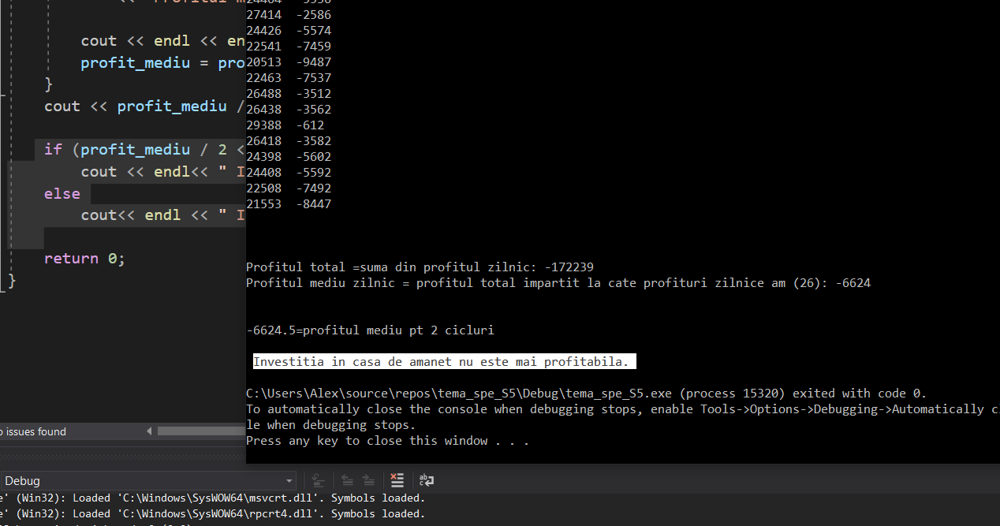 cout << endl << en
profit_mediu = pro
}
cout << profit_mediu /
if (profit_mediu / 2 <
cout << endl<< " I
else
cout<< endl << " I
return 0;
}
27414 -2586
24426 -5574
22541 -7459
20513 -9487
22463 -7537
26488 -3512
26438 -3562
29388 -612
26418 -3582
24398 -5602
24408 -5592
22508 -7492
21553 -8447
Profitul total =suma din profitul zilnic: -172239
Profitul mediu zilnic = profitul total impartit la cate profituri zilnice am (26): -6624
-6624.5=profitul mediu pt 2 cicluri
Investitia in casa de amanet nu este mai profitabila.
C:\Users\Alex\source\repos\tema_spe_S5\Debug\tema_spe_S5.exe (process 15320) exited with code 0.
To automatically close the console when debugging stops, enable Tools->Options->Debugging->Automatically cl
le when debugging stops.
Press any key to close this window . . .
o issues found
Debug
e' (Win32): Loaded 'C:\Windows\SysWOW64\msvcrt.dll'. Symbols loaded.
e' (Win32): Loaded 'C:\Windows\SysWOW64\rpcrt4.dll'. Symbols loaded.